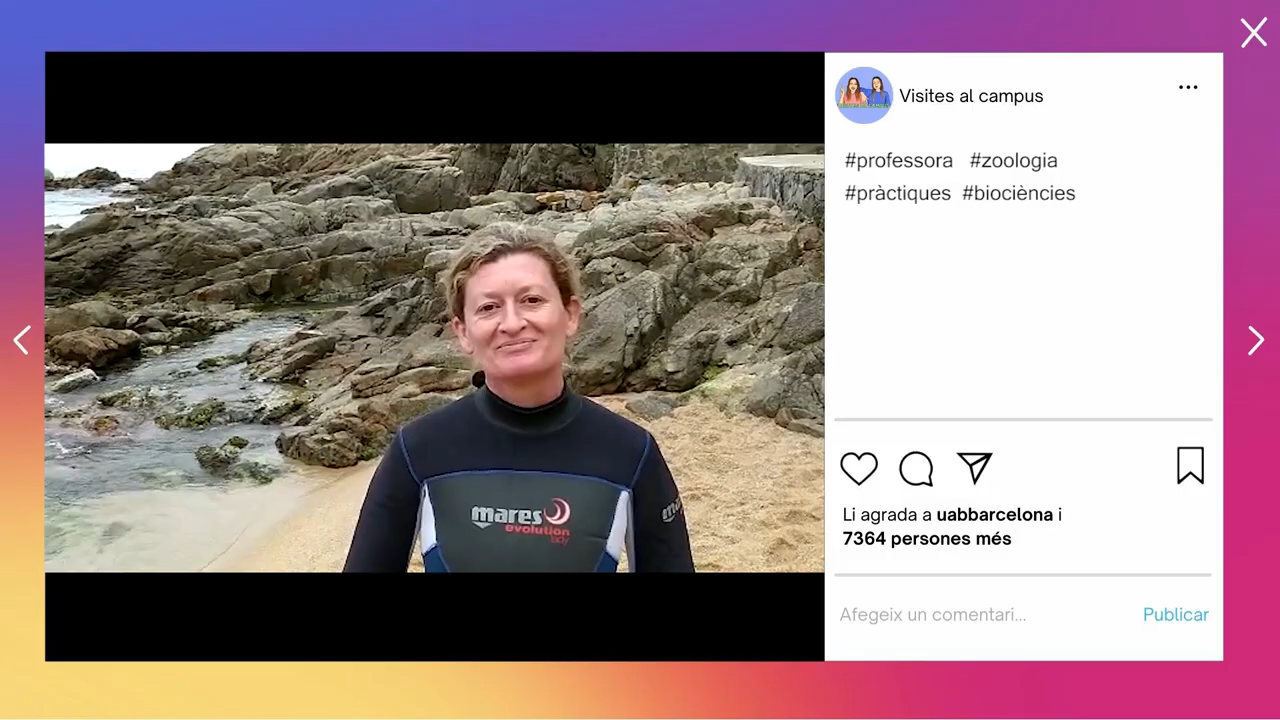 Visites al campus
#professora #zoologia
#pràctiques #biociències
mares
evolution
lady
Li agrada a uabbarcelona i
7364 persones més
Afegeix un comentari...
Publicar